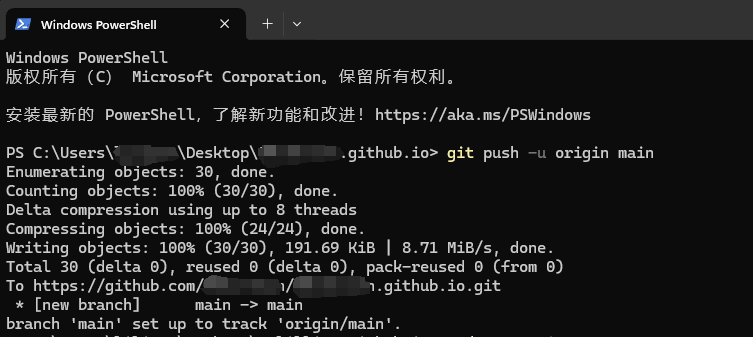 Windows PowerShell
Windows PowerShell
版权所有 (C) Microsoft Corporation。保留所有权利。
安装最新的 PowerShell，了解新功能和改进！https://aka.ms/PSWindows
PS C:\Users\ \Desktop\ .github.io> git push -u origin main
Enumerating objects: 30, done.
Counting objects: 100% (30/30), done.
Delta compression using up to 8 threads
Compressing objects: 100% (24/24), done.
Writing objects: 100% (30/30), 191.69 KiB | 8.71 MiB/s, done.
Total 30 (delta 0), reused 0 (delta 0), pack-reused 0 (from 0)
To https://github.com/ / n.github.io.git
 * [new branch]      main -> main
branch 'main' set up to track 'origin/main'.